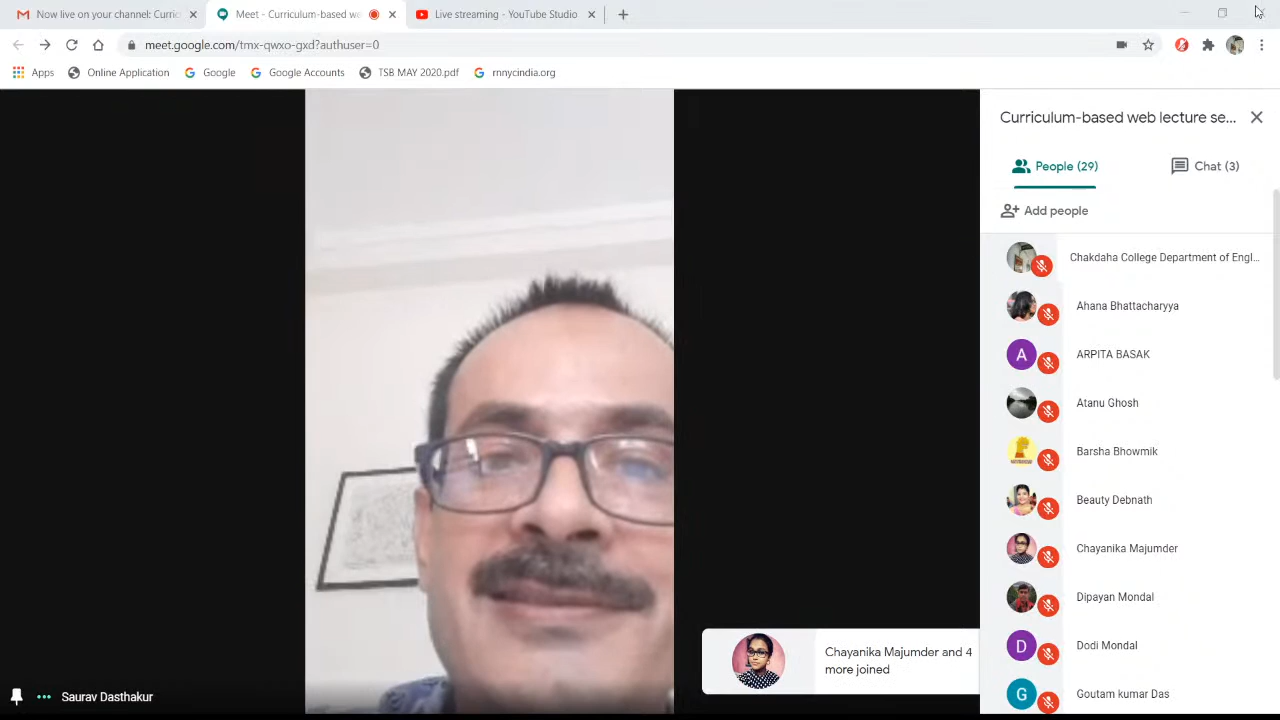 Now live on your channel: Curric
Meet - Curriculum-based we
Live streaming - YouTube Studio
meet.google.com/tmx-qwxo-gxd?authuser=0
Apps
Online Application
Google
Google Accounts
TSB MAY 2020.pdf
rnnycindia.org
Curriculum-based web lecture se...
People (29)
Chat (3)
Add people
Chakdaha College Department of Engl...
Ahana Bhattacharyya
A
ARPITA BASAK
Atanu Ghosh
Barsha Bhowmik
Beauty Debnath
Chayanika Majumder
Dipayan Mondal
D
Dodi Mondal
G
Goutam kumar Das
Chayanika Majumder and 4
more joined
Saurav Dasthakur